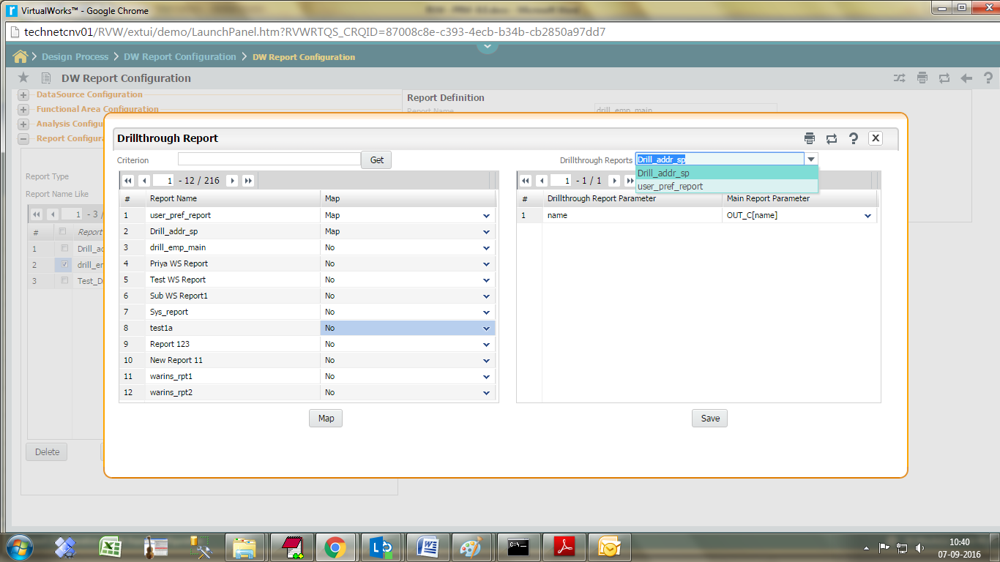 VirtualWorks™ - Google Chrome
technetcnv01/RVW/extui/demo/LaunchPanel.htm?RVWRTQS_CRQID=87008c8e-c393-4ecb-b34b-cb2850a97dd7
Design Process > DW Report Configuration > DW Report Configuration
DW Report Configuration
DataSource Configuration
Report Definition
Functional Area Configuration
Report Name drill_emp_main
Analysis Configu
Report Configura
Drillthrough Report
X
Criterion Get Drillthrough Reports Drill_addr_sp
Drill_addr_sp
user_pref_report
Report Type
Report Name Like
1 - 3 /
# Report
1 Drill_ad
2 drill_em
3 Test_D
Delete
1 - 12 / 216
# Report Name Map
1 user_pref_report Map
2 Drill_addr_sp Map
3 drill_emp_main No
4 Priya WS Report No
5 Test WS Report No
6 Sub WS Report1 No
7 Sys_report No
8 test1a No
9 Report 123 No
10 New Report 11 No
11 warins_rpt1 No
12 warins_rpt2 No
Map
1 - 1 / 1
# Drillthrough Report Parameter Main Report Parameter
1 name OUT_C[name]
Save
10:40
07-09-2016